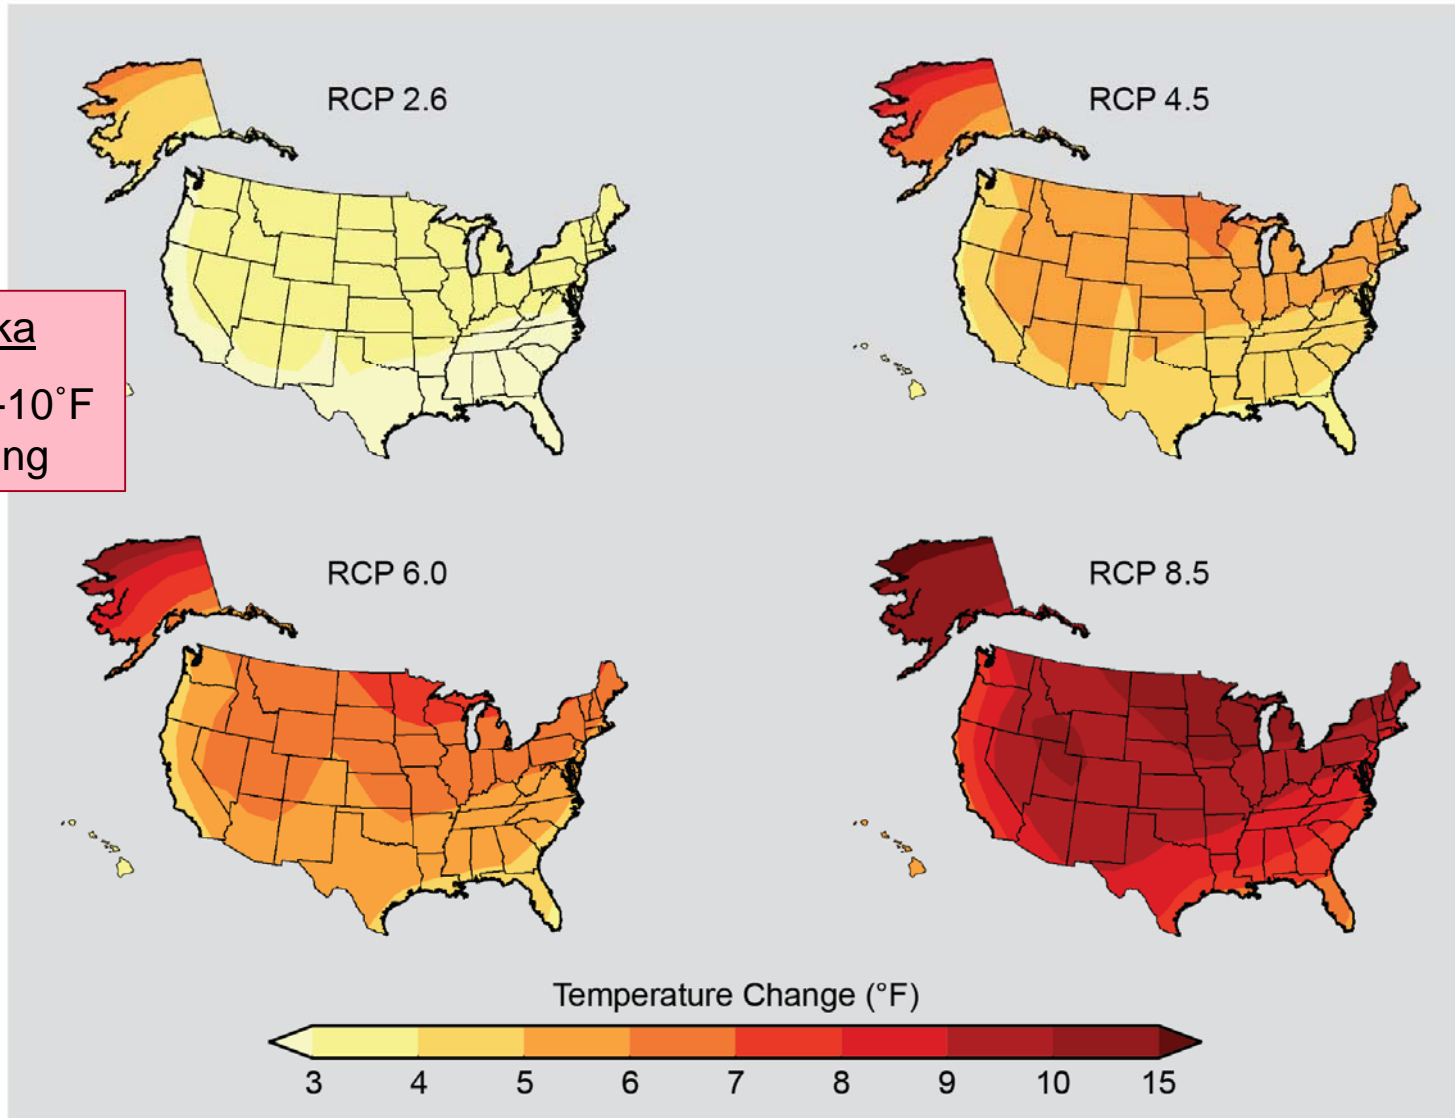 RCP 2.6
RCP 4.5
ka
-10˚F
ng
RCP 6.0
RCP 8.5
Temperature Change (°F)
3 4 5 6 7 8 9 10 15